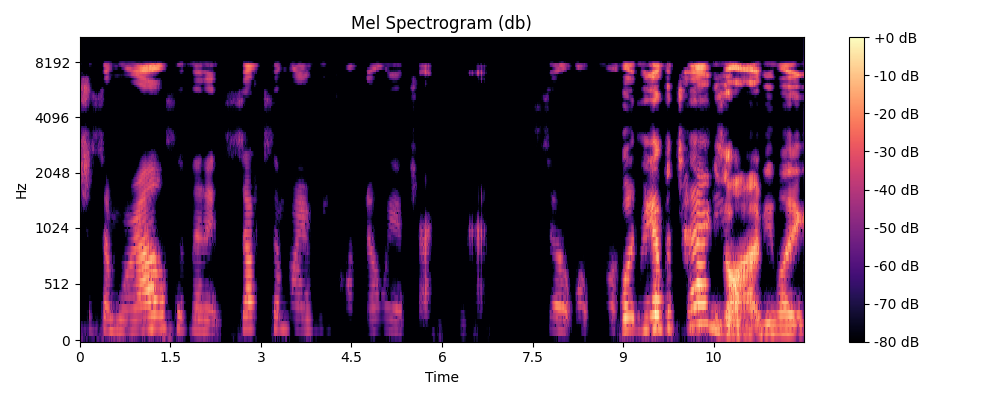 Mel Spectrogram (db)
8192
4096
2048
1024
512
0
Hz
0 1.5 3 4.5 6 7.5 9 10
Time
+0 dB
-10 dB
-20 dB
-30 dB
-40 dB
-50 dB
-60 dB
-70 dB
-80 dB